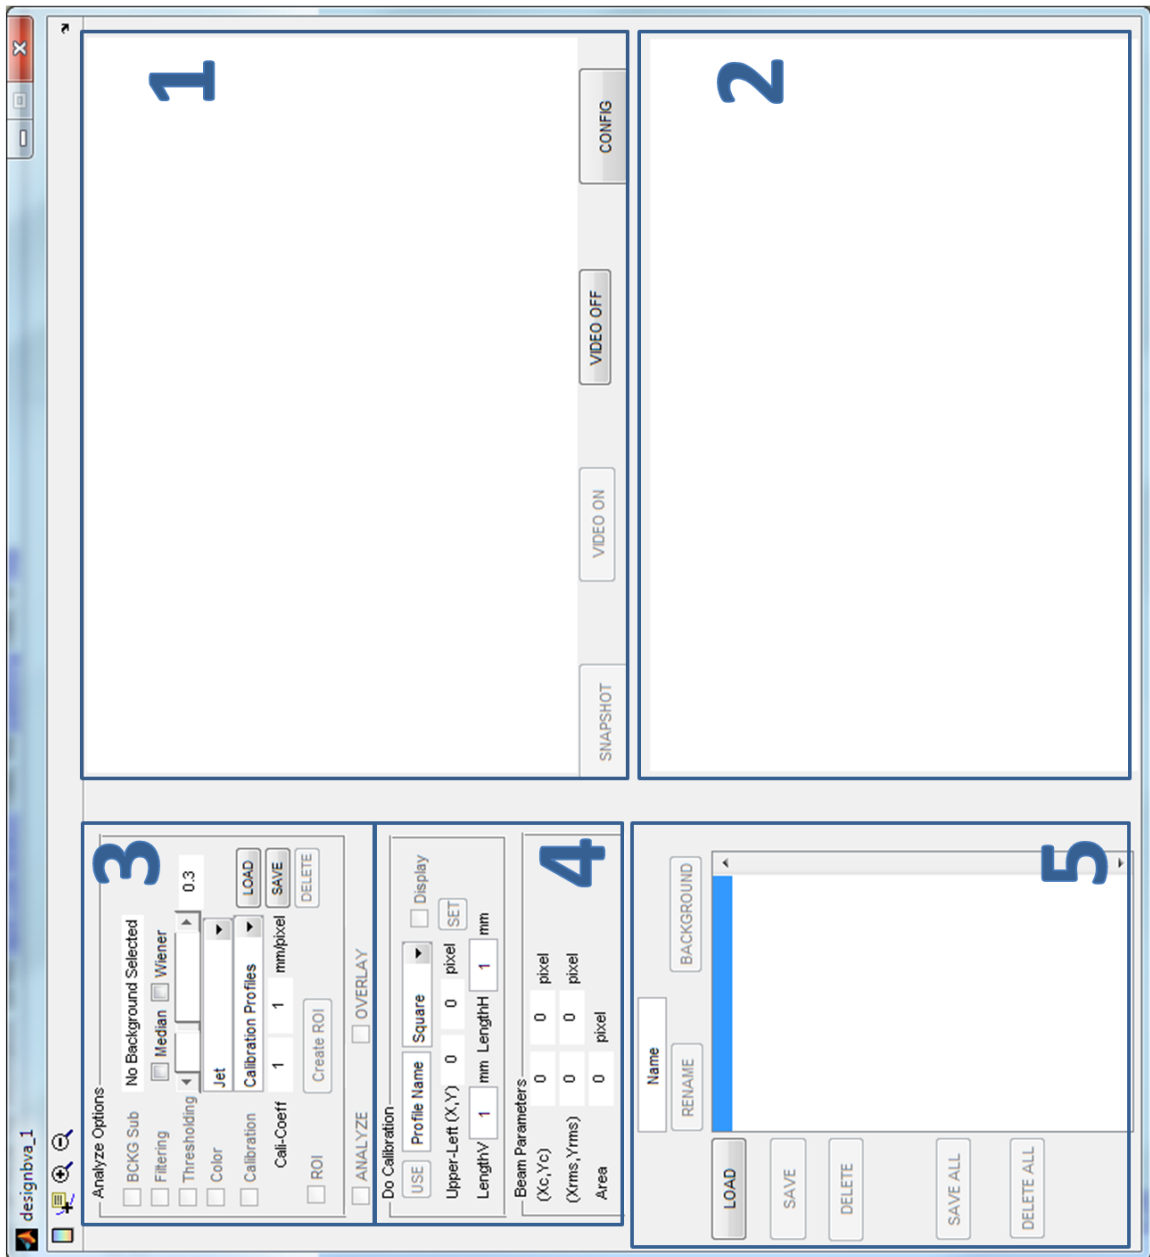 designbva_1
Analyze Options
BCKG Sub No Background Selected
Filtering Median Wiener
Thresholding 0.3
Color Jet
Calibration Calibration Profiles LOAD
Cali-Coeff 1 1 mm/pixel SAVE
ROI Create ROI DELETE
ANALYZE OVERLAY
3
Do Calibration
USE Profile Name Square Display
Upper-Left (X,Y) 0 0 pixel SET
LengthV 1 mm LengthH 1 mm
Beam Parameters
(Xc,Yc) 0 0 pixel
(Xrms,Yrms) 0 0 pixel
Area 0 pixel
4
Name
RENAME BACKGROUND
LOAD
SAVE
DELETE
SAVE ALL
DELETE ALL
5
1
SNAPSHOT VIDEO ON VIDEO OFF CONFIG
2